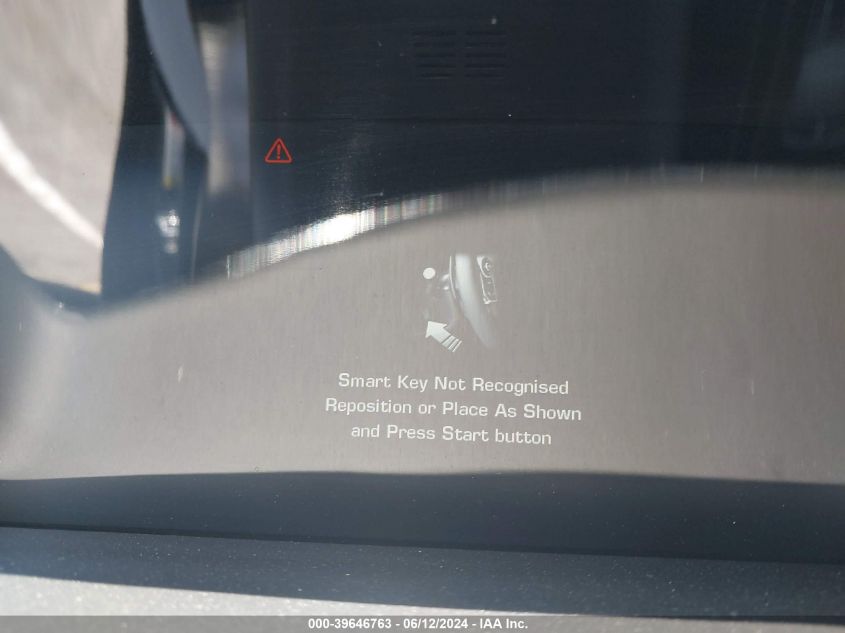 Smart Key Not Recognised
Reposition or Place As Shown
and Press Start button
000-39646763 - 06/12/2024 - IAA Inc.